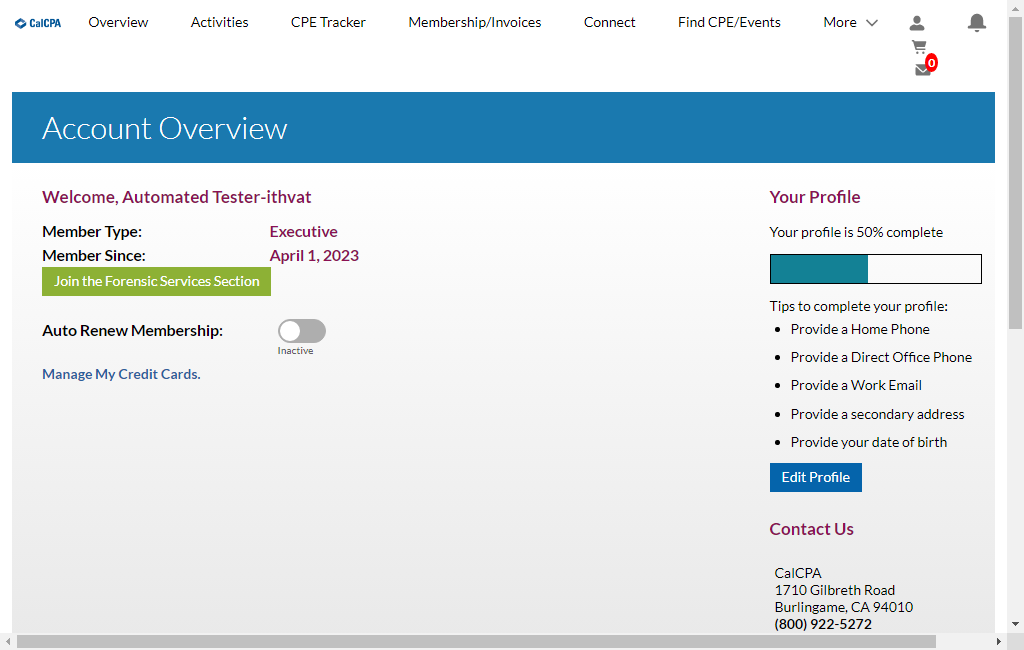 CalCPA
Overview
Activities
CPE Tracker
Membership/Invoices
Connect
Find CPE/Events
More
0
Account Overview
Welcome, Automated Tester-ithvat
Member Type: Executive
Member Since: April 1, 2023
Join the Forensic Services Section
Auto Renew Membership:
Inactive
Manage My Credit Cards.
Your Profile
Your profile is 50% complete
Tips to complete your profile:
Provide a Home Phone
Provide a Direct Office Phone
Provide a Work Email
Provide a secondary address
Provide your date of birth
Edit Profile
Contact Us
CalCPA
1710 Gilbreth Road
Burlingame, CA 94010
(800) 922-5272